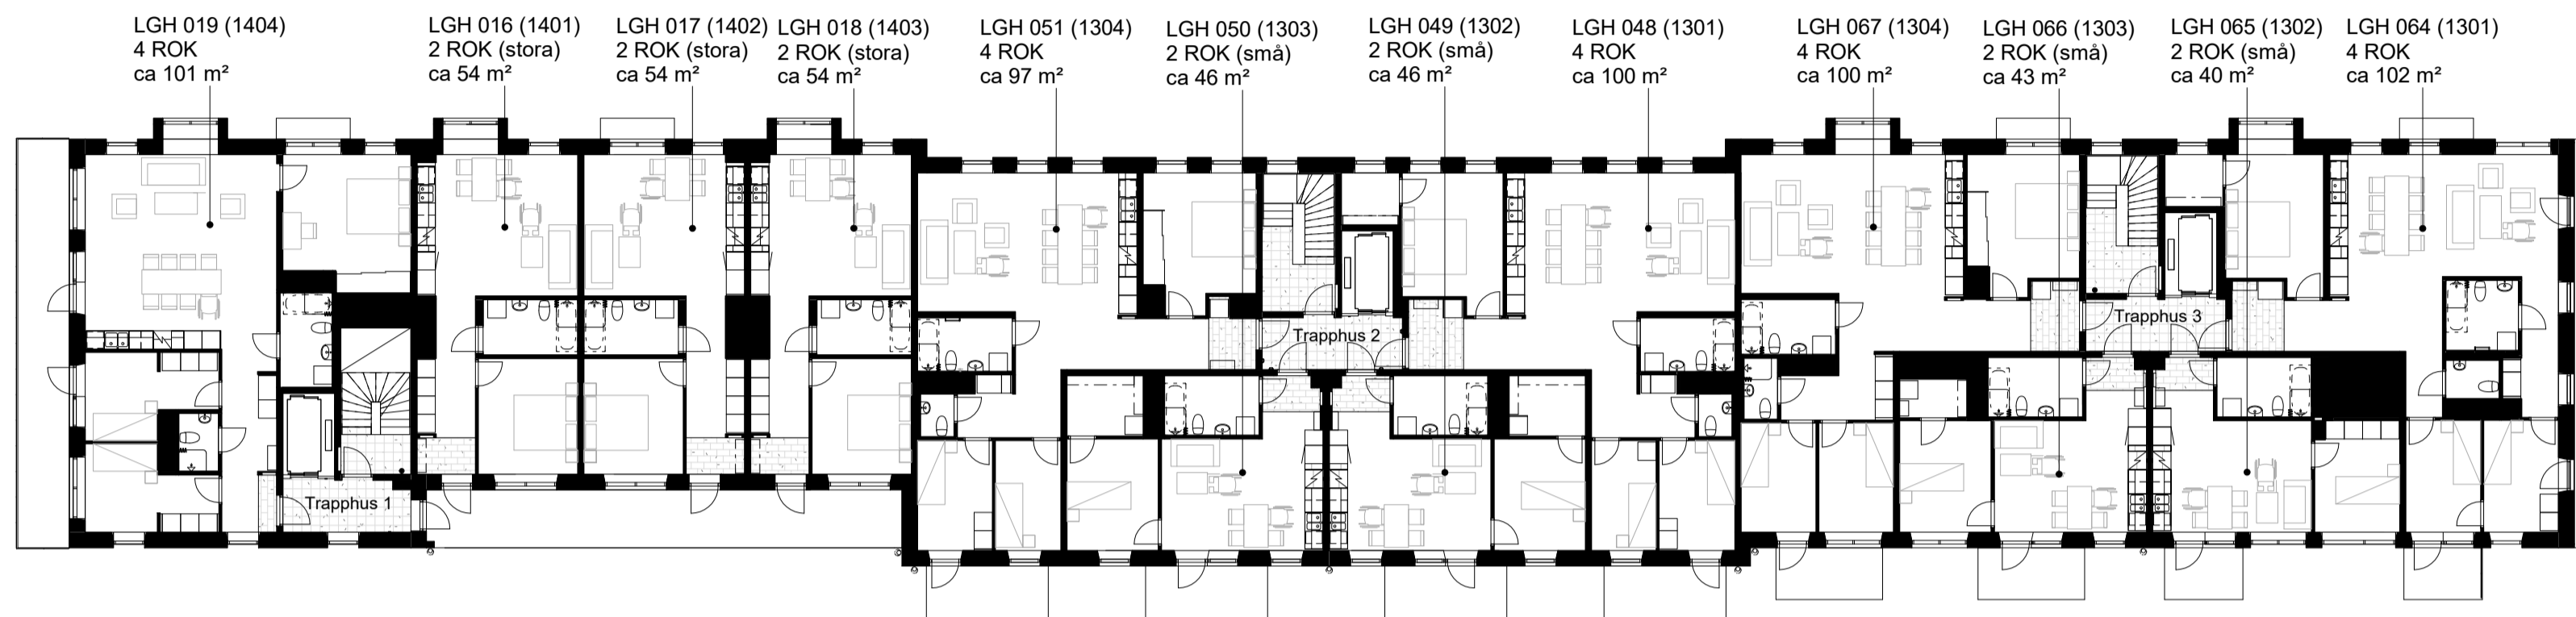 LGH 019 (1404)
4 ROK
ca 101 m²
LGH 016 (1401)
2 ROK (stora)
ca 54 m²
LGH 017 (1402)
2 ROK (stora)
ca 54 m²
LGH 018 (1403)
2 ROK (stora)
ca 54 m²
LGH 051 (1304)
4 ROK
ca 97 m²
LGH 050 (1303)
2 ROK (små)
ca 46 m²
LGH 049 (1302)
2 ROK (små)
ca 46 m²
LGH 048 (1301)
4 ROK
ca 100 m²
LGH 067 (1304)
4 ROK
ca 100 m²
LGH 066 (1303)
2 ROK (små)
ca 43 m²
LGH 065 (1302)
2 ROK (små)
ca 40 m²
LGH 064 (1301)
4 ROK
ca 102 m²
Trapphus 1
Trapphus 2
Trapphus 3